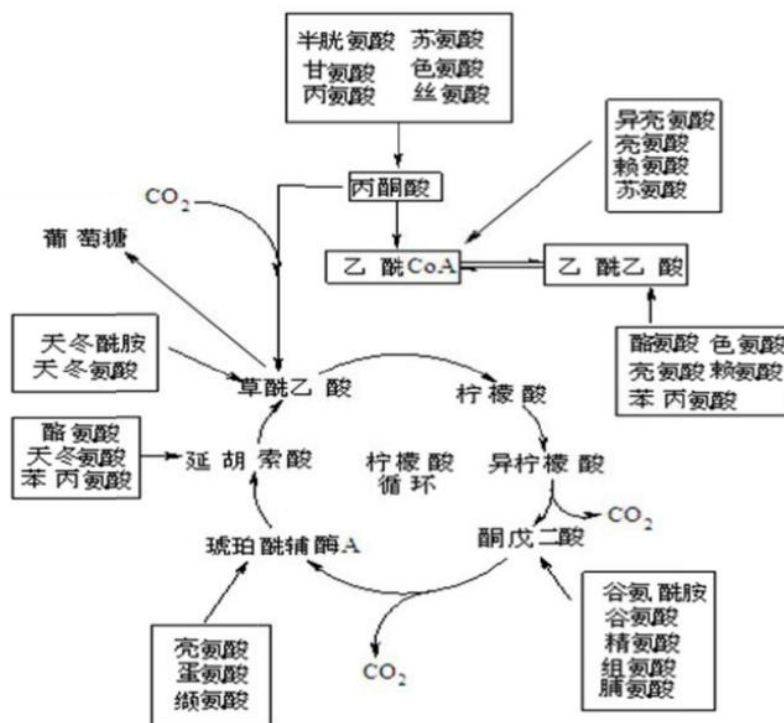 半胱氨酸 苏氨酸
甘氨酸 色氨酸
丙氨酸 丝氨酸
异亮氨酸
亮氨酸
赖氨酸
苏氨酸
丙酮酸
CO2
葡萄糖
乙酰CoA
乙酰乙酸
天冬酰胺
天冬氨酸
酪氨酸 色氨酸
亮氨酸 赖氨酸
苯丙氨酸
草酰乙酸
柠檬酸
酪氨酸
天冬氨酸
苯丙氨酸
延胡索酸
柠檬酸
循环
异柠檬酸
CO2
琥珀酰辅酶A
酮戊二酸
谷氨酰胺
谷氨酸
精氨酸
组氨酸
脯氨酸
亮氨酸
蛋氨酸
缬氨酸
CO2